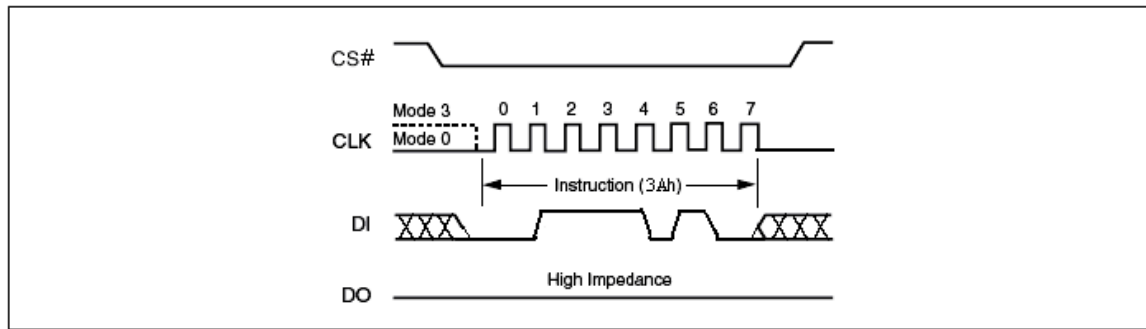 CS#
Mode 3
0 1 2 3 4 5 6 7
CLK
Mode 0
Instruction (3Ah)
DI
High Impedance
DO